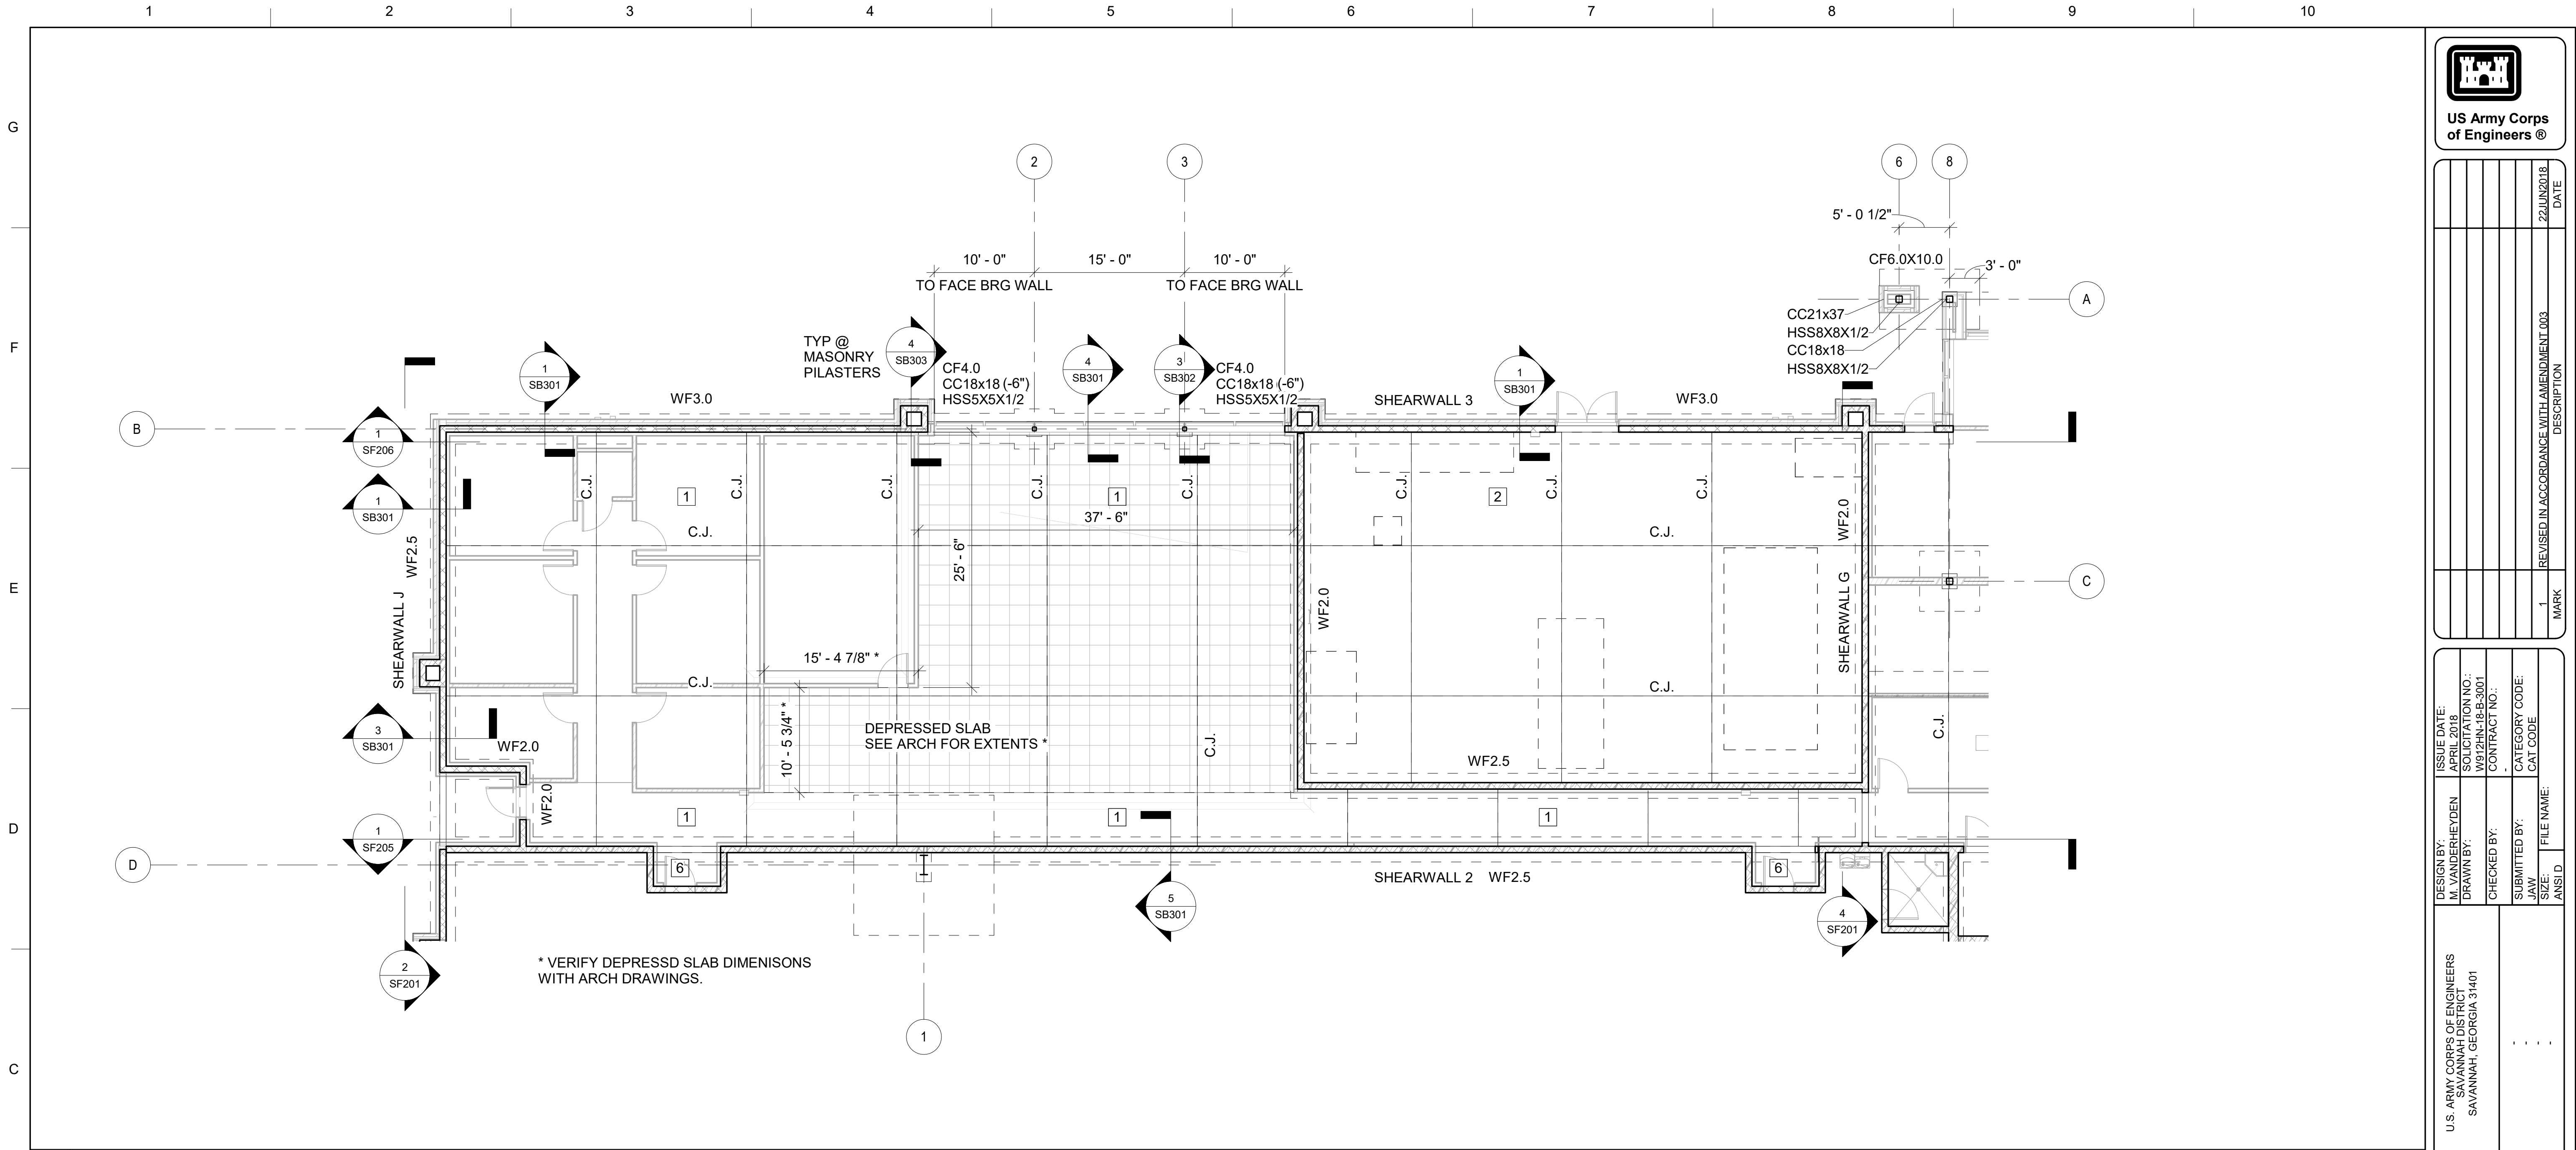 1 2 3 4 5 6 7 8 9 10
G
F
E
D
C
2
3
6
8
5' - 0 1/2"
10' - 0"
15' - 0"
10' - 0"
TO FACE BRG WALL
TO FACE BRG WALL
CF6.0X10.0
3' - 0"
A
CC21x37
HSS8X8X1/2
CC18x18
HSS8X8X1/2
TYP @
MASONRY
PILASTERS
4
SB303
1
SB301
4
SB301
3
SB302
1
SB301
CF4.0
CC18x18 (-6")
HSS5X5X1/2
CF4.0
CC18x18 (-6")
HSS5X5X1/2
WF3.0
SHEARWALL 3
WF3.0
B
1
SF206
1
SB301
C.J.
C.J.
C.J.
C.J.
C.J.
C.J.
C.J.
C.J.
1
1
2
37' - 6"
C.J.
C.J.
WF2.5
25' - 6"
WF2.0
SHEARWALL J
SHEARWALL G
WF2.0
C
15' - 4 7/8" *
C.J.
C.J.
3
SB301
WF2.0
10' - 5 3/4" *
DEPRESSED SLAB
SEE ARCH FOR EXTENTS *
C.J.
C.J.
WF2.5
WF2.0
1
1
1
1
SF205
D
6
6
SHEARWALL 2 WF2.5
5
SB301
4
SF201
2
SF201
* VERIFY DEPRESSD SLAB DIMENISONS
WITH ARCH DRAWINGS.
1
US Army Corps
of Engineers ®
22JUN2018
DATE
REVISED IN ACCORDANCE WITH AMENDMENT 003
DESCRIPTION
1
MARK
ISSUE DATE:
APRIL 2018
SOLICITATION NO.:
W912HN-18-B-3001
CONTRACT NO.:
-
CATEGORY CODE:
CAT CODE
DESIGN BY:
M. VANDERHEYDEN
DRAWN BY:
CHECKED BY:
SUBMITTED BY:
JAW
SIZE:
ANSI D
FILE NAME:
U.S. ARMY CORPS OF ENGINEERS
SAVANNAH DISTRICT
SAVANNAH, GEORGIA 31401
-
-
-
-